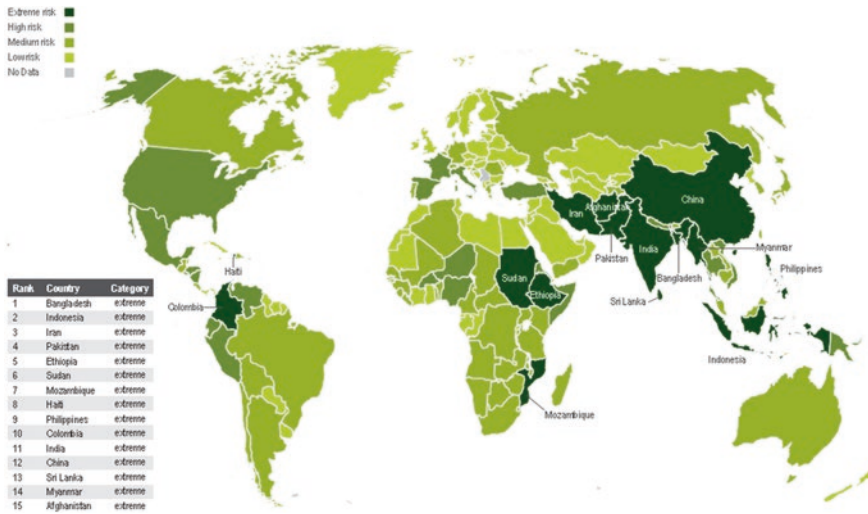 Extreme risk
High risk
Medium risk
Low risk
No Data
China
Afghanistan
Iran
India
Myanmar
Pakistan
Bangladesh
Philippines
Haiti
Sudan
Colombia
Ethiopia
Sri Lanka
Indonesia
Mozambique
Rank Country Category
1 Bangladesh extreme
2 Indonesia extreme
3 Iran extreme
4 Pakistan extreme
5 Ethiopia extreme
6 Sudan extreme
7 Mozambique extreme
8 Haiti extreme
9 Philippines extreme
10 Colombia extreme
11 India extreme
12 China extreme
13 Sri Lanka extreme
14 Myanmar extreme
15 Afghanistan extreme